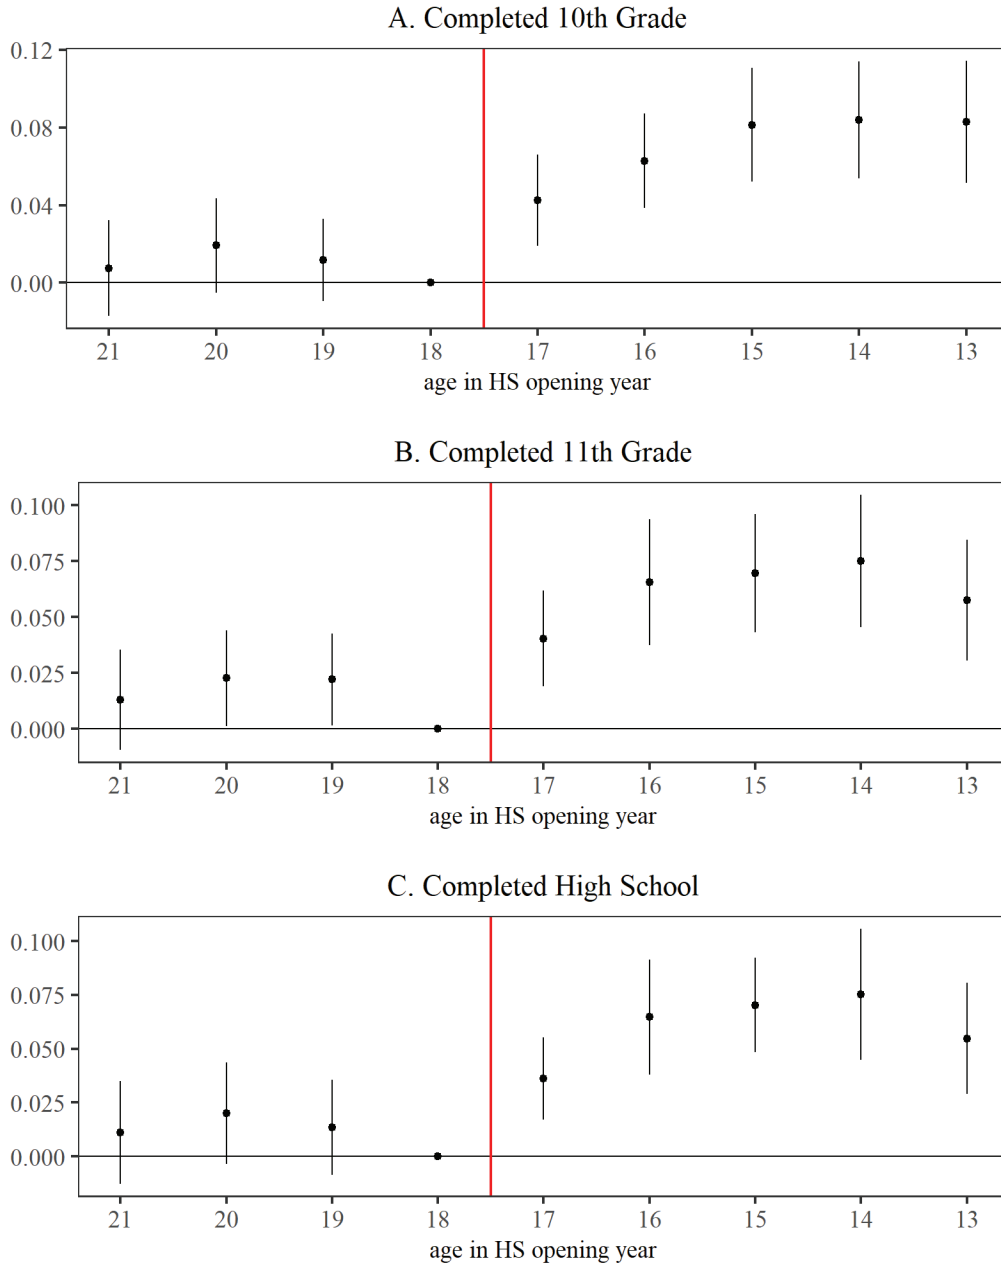 A. Completed 10th Grade
0.12
0.08
0.04
0.00
21 20 19 18 17 16 15 14 13
age in HS opening year
B. Completed 11th Grade
0.100
0.075
0.050
0.025
0.000
21 20 19 18 17 16 15 14 13
age in HS opening year
C. Completed High School
0.100
0.075
0.050
0.025
0.000
21 20 19 18 17 16 15 14 13
age in HS opening year